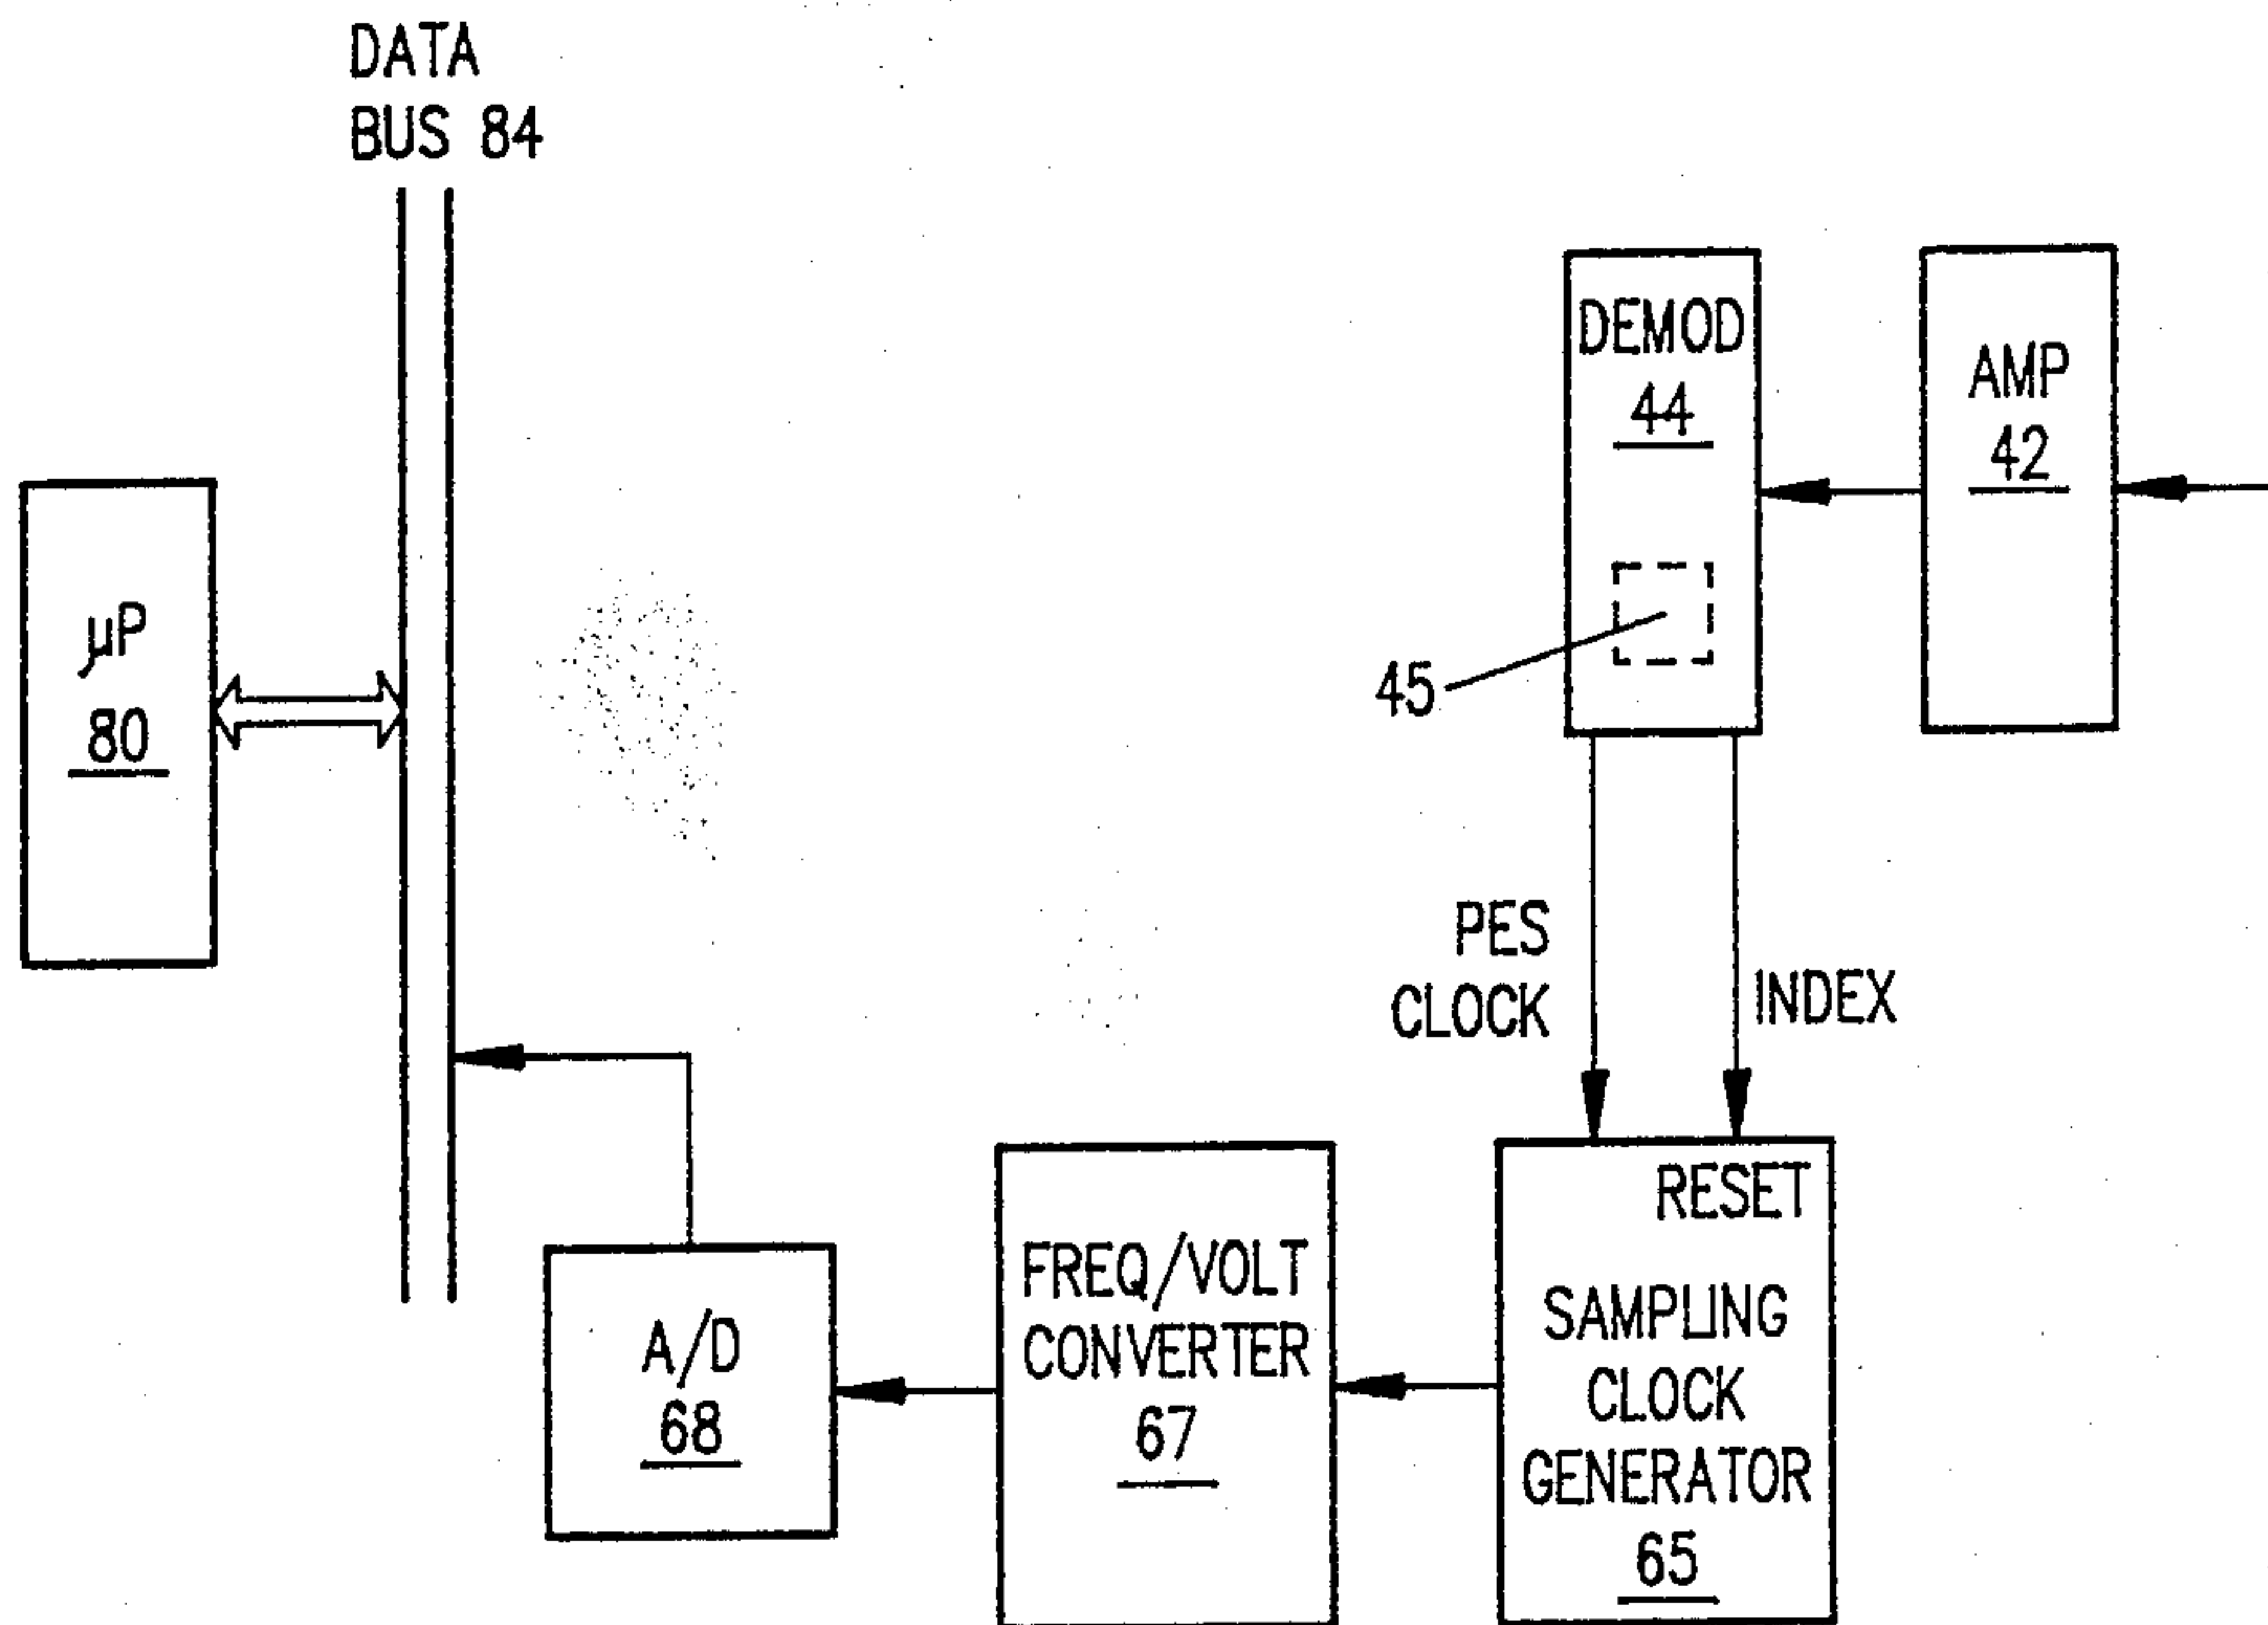 DATA
BUS 84
DEMOD
44
AMP
42
45
µP
80
PES
CLOCK
INDEX
RESET
SAMPLING
CLOCK
GENERATOR
65
FREQ/VOLT
CONVERTER
67
A/D
68